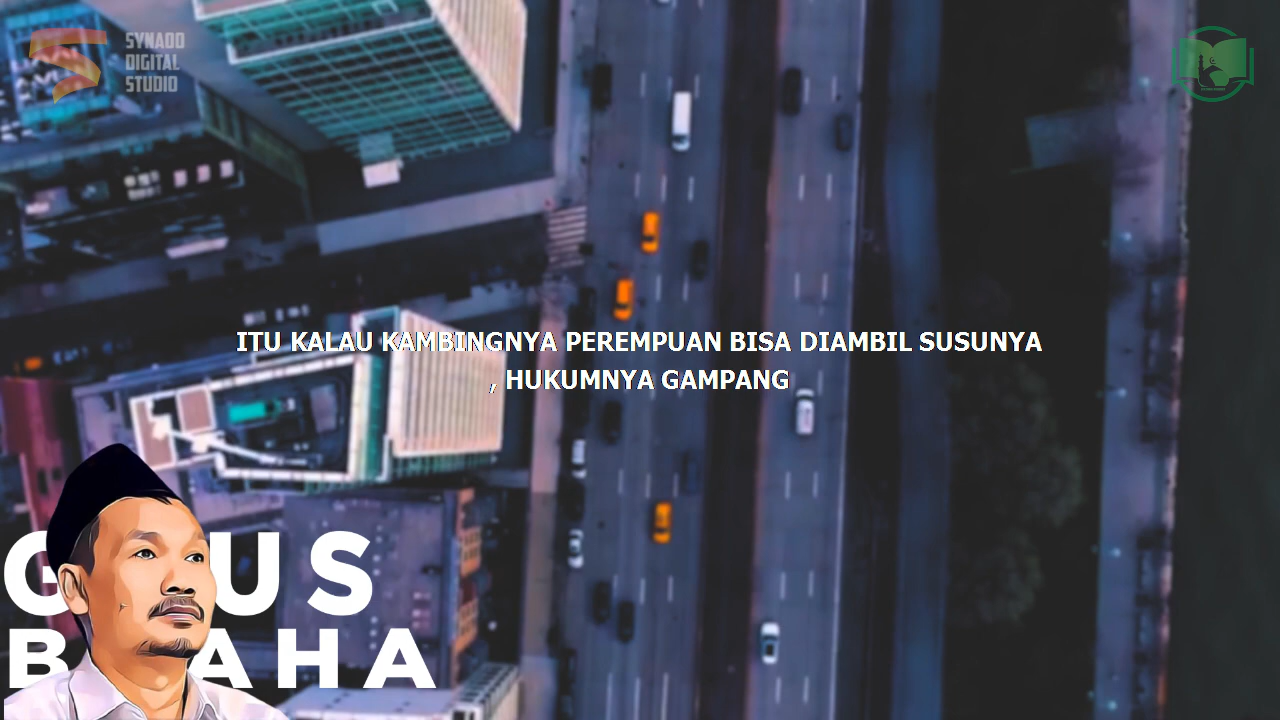 SYNADO
DIGITAL
STUDIO
ITU KALAU KAMBINGNYA PEREMPUAN BISA DIAMBIL SUSUNYA
, HUKUMNYA GAMPANG
GUS
BAHA